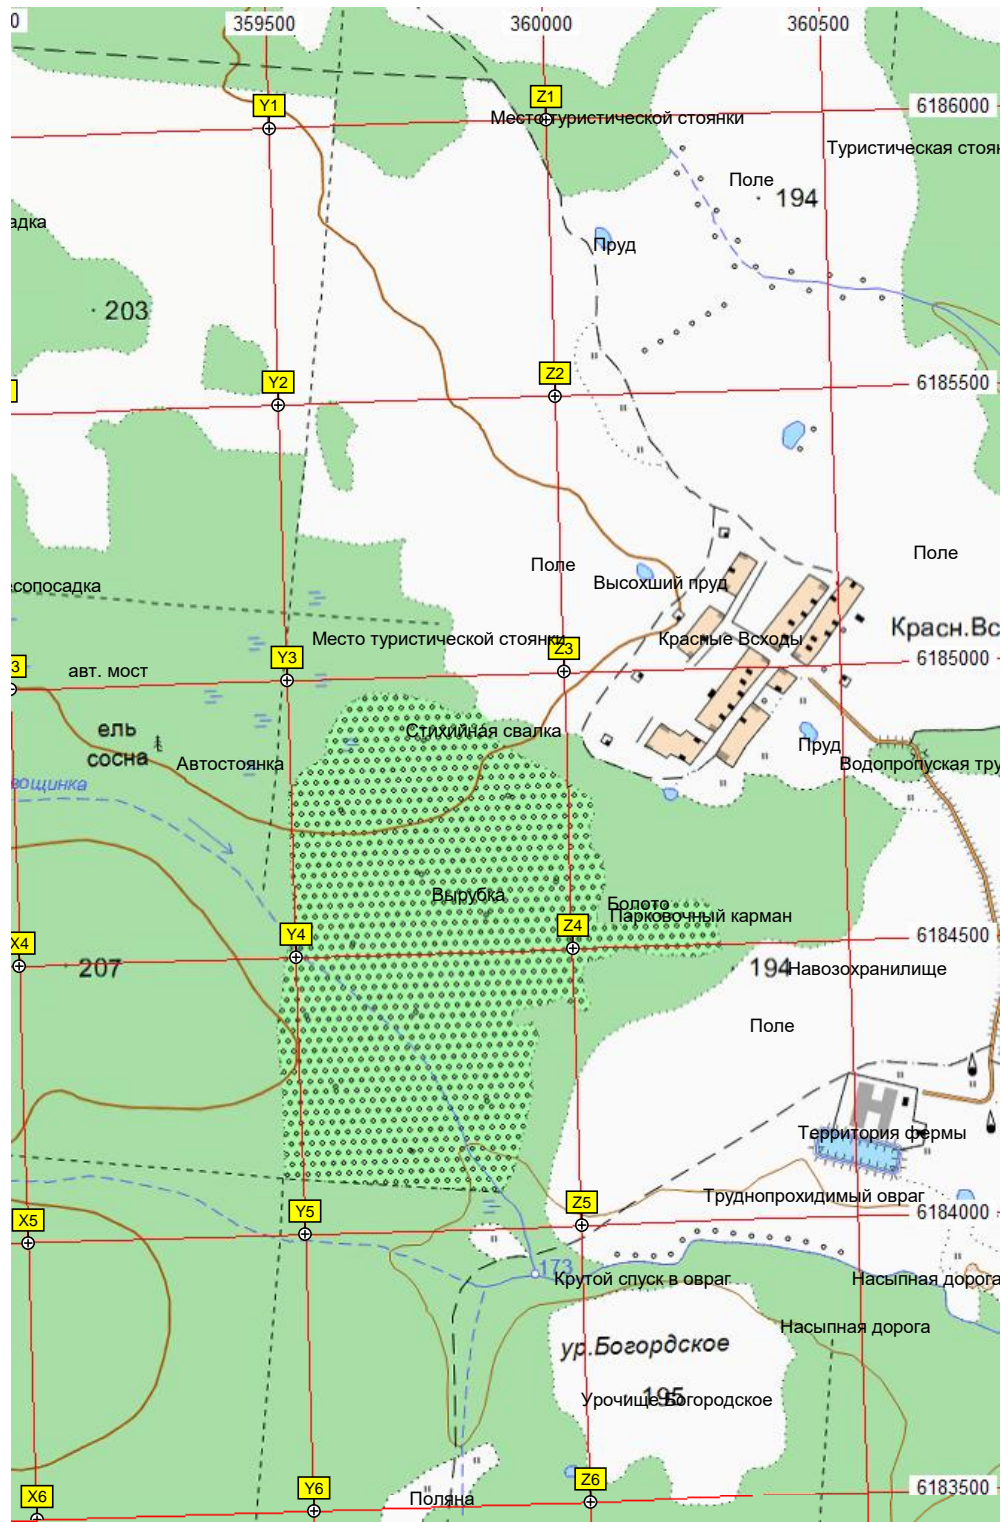 0
359500
360000
360500
Y1
Z1
6186000
Место туристической стоянки
Туристическая стоян
Поле
194
адка
Пруд
203
Y2
Z2
6185500
Поле
Поле
сопосадка
Высохший пруд
Красн.Вс
Место туристической стоянки
Красные Всходы
3
Y3
Z3
6185000
авт. мост
ель
сосна
Стихийная свалка
Пруд
Автостоянка
Водопропуская тру
вощинка
Вырубка
Болото
Парковочный карман
X4
Y4
Z4
6184500
207
194
Навозохранилище
Поле
Территория фермы
Труднопрохидимый овраг
X5
Y5
Z5
6184000
173
Крутой спуск в овраг
Насыпная дорога
Насыпная дорога
ур.Богордское
195
Урочище Богородское
X6
Y6
Z6
6183500
Поляна